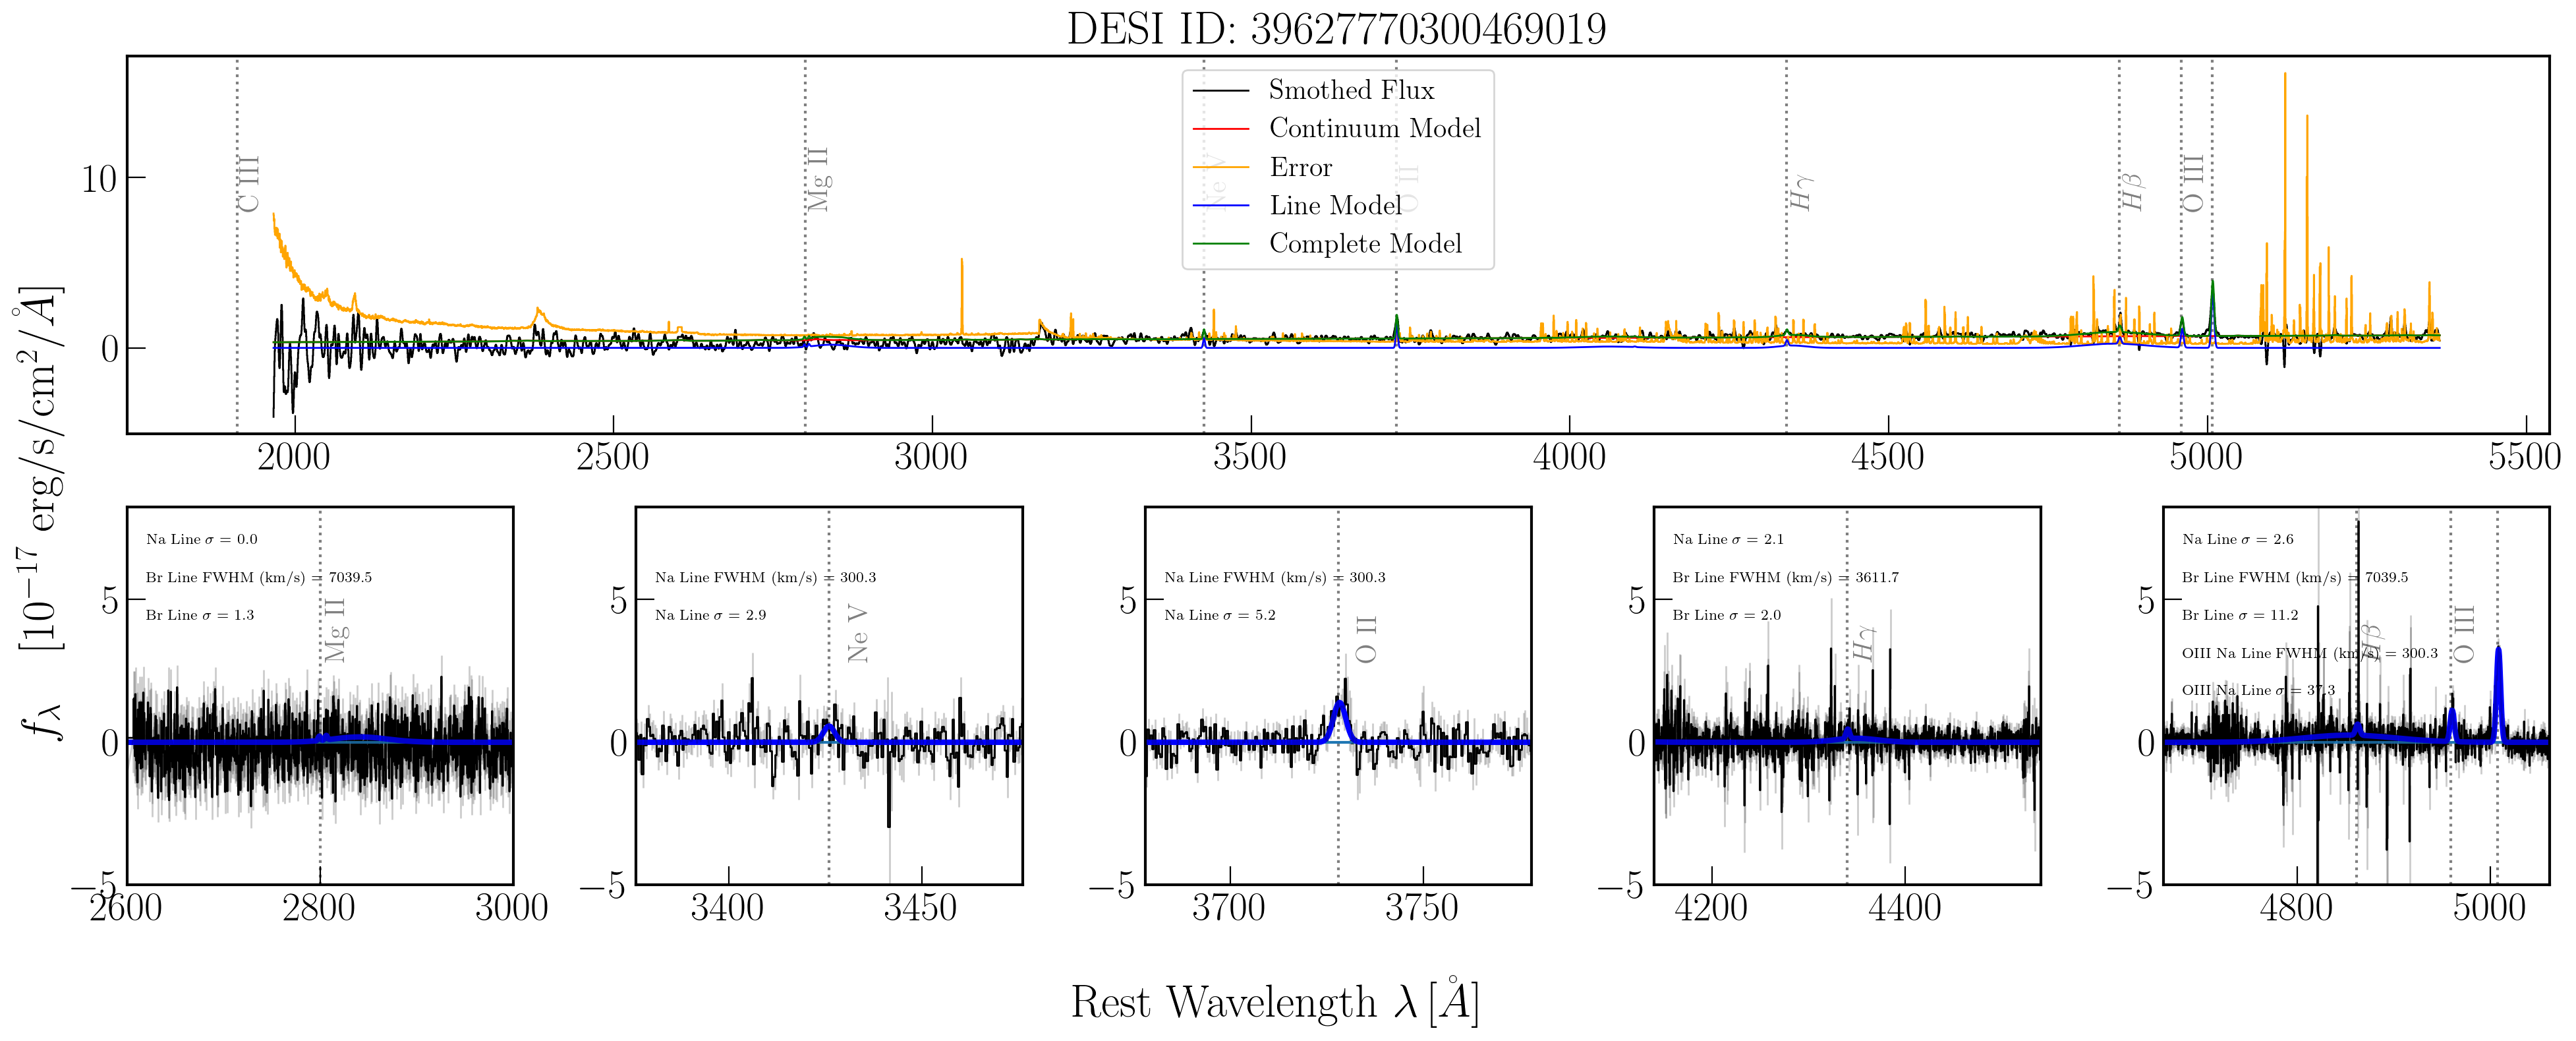 DESI ID: 39627770300469019
Smothed Flux
Continuum Model
Error
Line Model
Complete Model
C III
Mg II
Ne V
O II
Hγ
Hβ
O III
10
0
2000 2500 3000 3500 4000 4500 5000 5500
f_λ [10^{-17} erg/s/cm^2/Å]
Na Line σ = 0.0
Br Line FWHM (km/s) = 7039.5
Br Line σ = 1.3
Mg II
5
0
−5
2600 2800 3000
Na Line FWHM (km/s) = 300.3
Na Line σ = 2.9
Ne V
5
0
−5
3400 3450
Na Line FWHM (km/s) = 300.3
Na Line σ = 5.2
O II
5
0
−5
3700 3750
Na Line σ = 2.1
Br Line FWHM (km/s) = 3611.7
Br Line σ = 2.0
Hγ
5
0
−5
4200 4400
Na Line σ = 2.6
Br Line FWHM (km/s) = 7039.5
Br Line σ = 11.2
OIII Na Line FWHM (km/s) = 300.3
OIII Na Line σ = 37.3
Hβ
O III
5
0
−5
4800 5000
Rest Wavelength λ [Å]